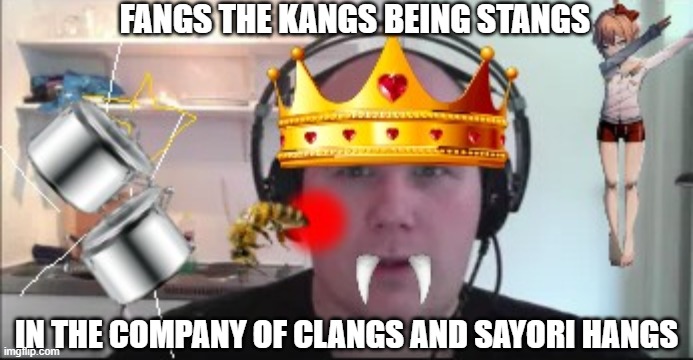 FANGS THE KANGS BEING STANGS
IN THE COMPANY OF CLANGS AND SAYORI HANGS
imgflip.com